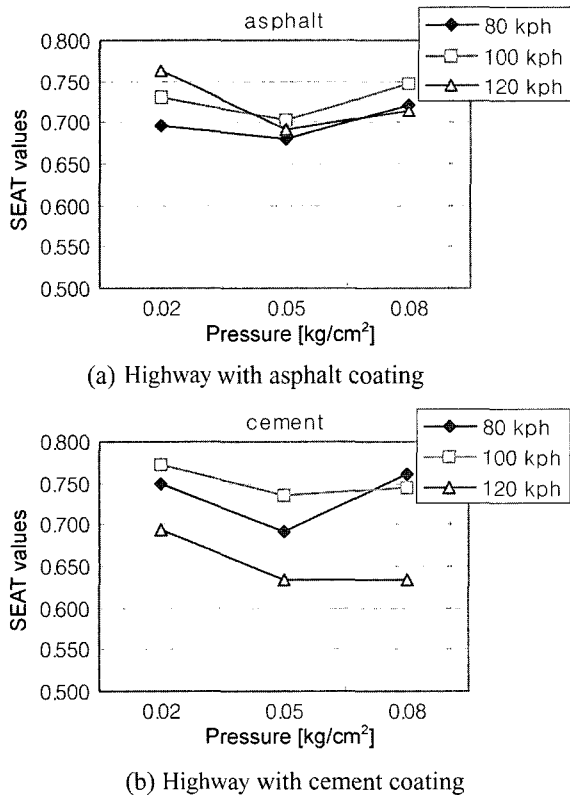 asphalt
80 kph
100 kph
120 kph
0.800
0.750
0.700
0.650
0.600
0.550
0.500
SEAT values
0.02 0.05 0.08
Pressure [kg/cm²]
(a) Highway with asphalt coating
cement
80 kph
100 kph
120 kph
0.800
0.750
0.700
0.650
0.600
0.550
0.500
SEAT values
0.02 0.05 0.08
Pressure [kg/cm²]
(b) Highway with cement coating